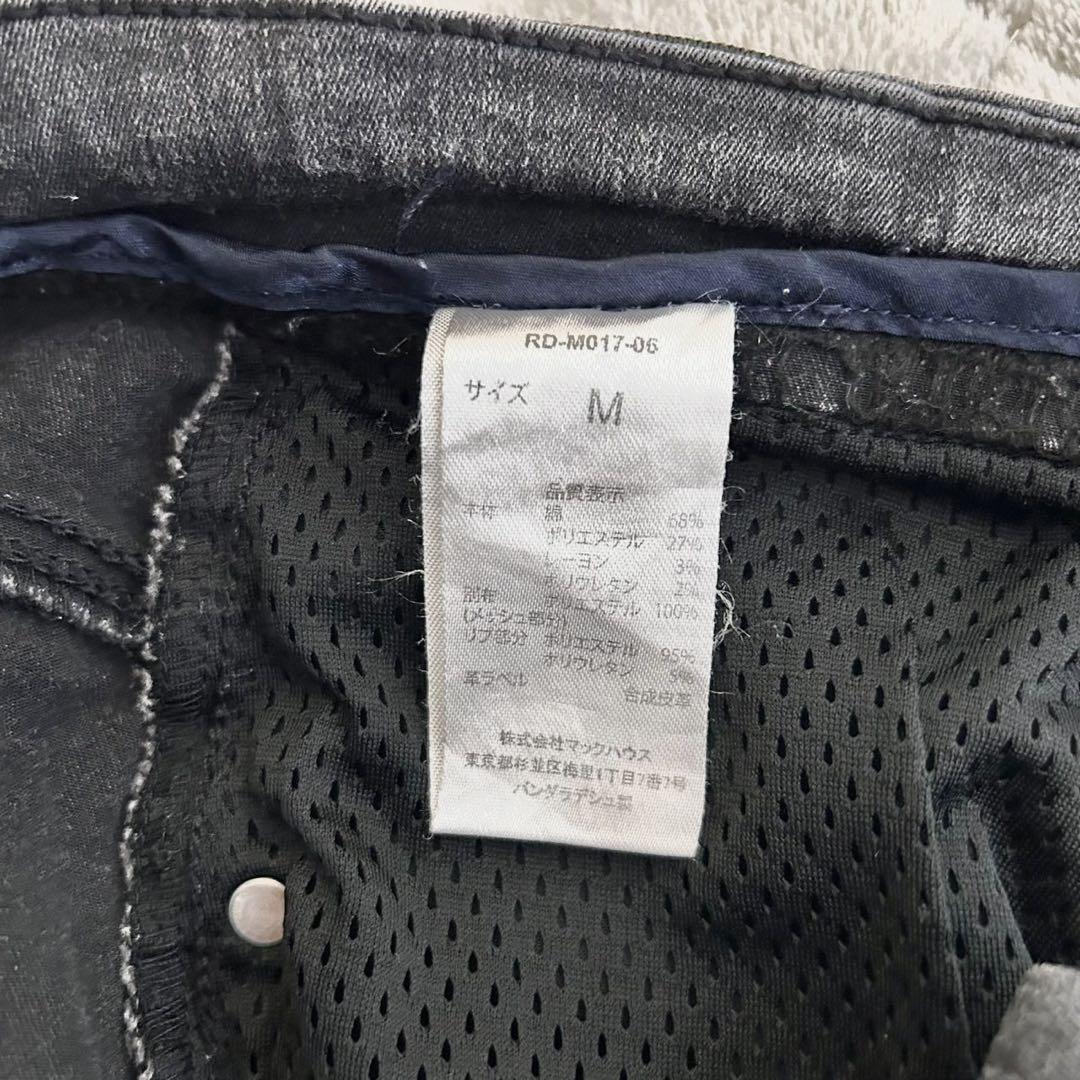 RD-M017-06
サイズ M
品質表示
本体 綿 68%
ポリエステル 27%
レーヨン 3%
ポリウレタン 2%
別布 ポリエステル 100%
(メッシュ部分)
リブ部分 ポリエステル 95%
ポリウレタン 5%
革ラベル 合成皮革
株式会社マックハウス
東京都杉並区梅里1丁目7番7号
バングラデシュ製